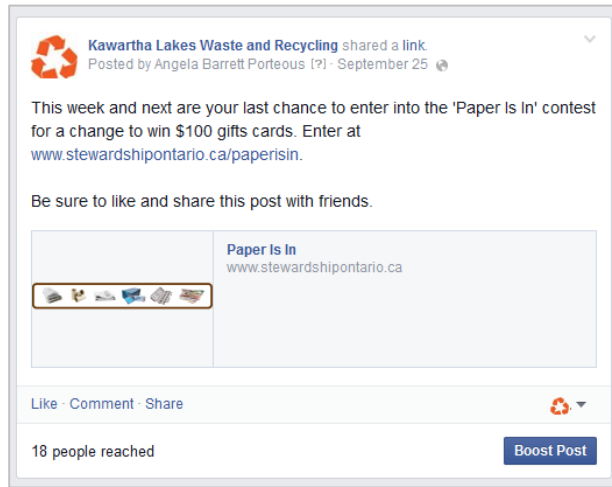 Kawartha Lakes Waste and Recycling shared a link.
Posted by Angela Barrett Porteous [?] · September 25
This week and next are your last chance to enter into the 'Paper Is In' contest
for a change to win $100 gifts cards. Enter at
www.stewardshipontario.ca/paperisin.
Be sure to like and share this post with friends.
Paper Is In
www.stewardshipontario.ca
Like · Comment · Share
18 people reached
Boost Post